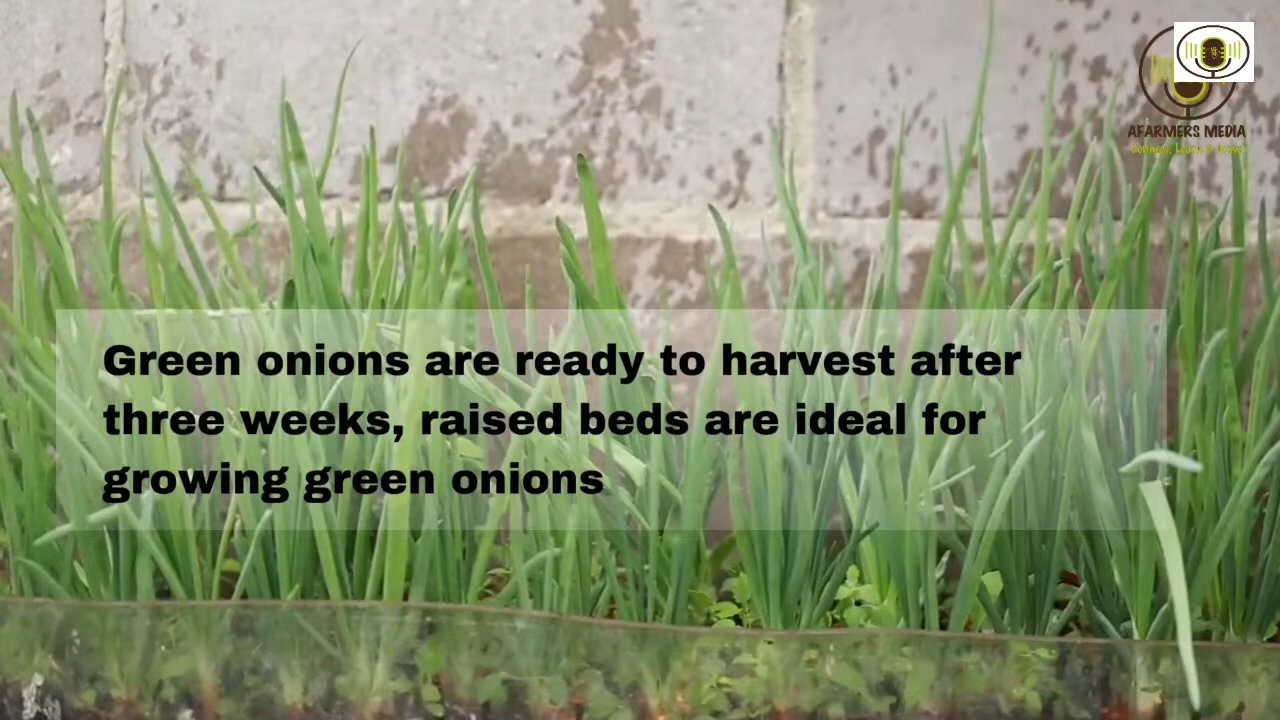 AFARMERS MEDIA
Green onions are ready to harvest after
three weeks, raised beds are ideal for
growing green onions